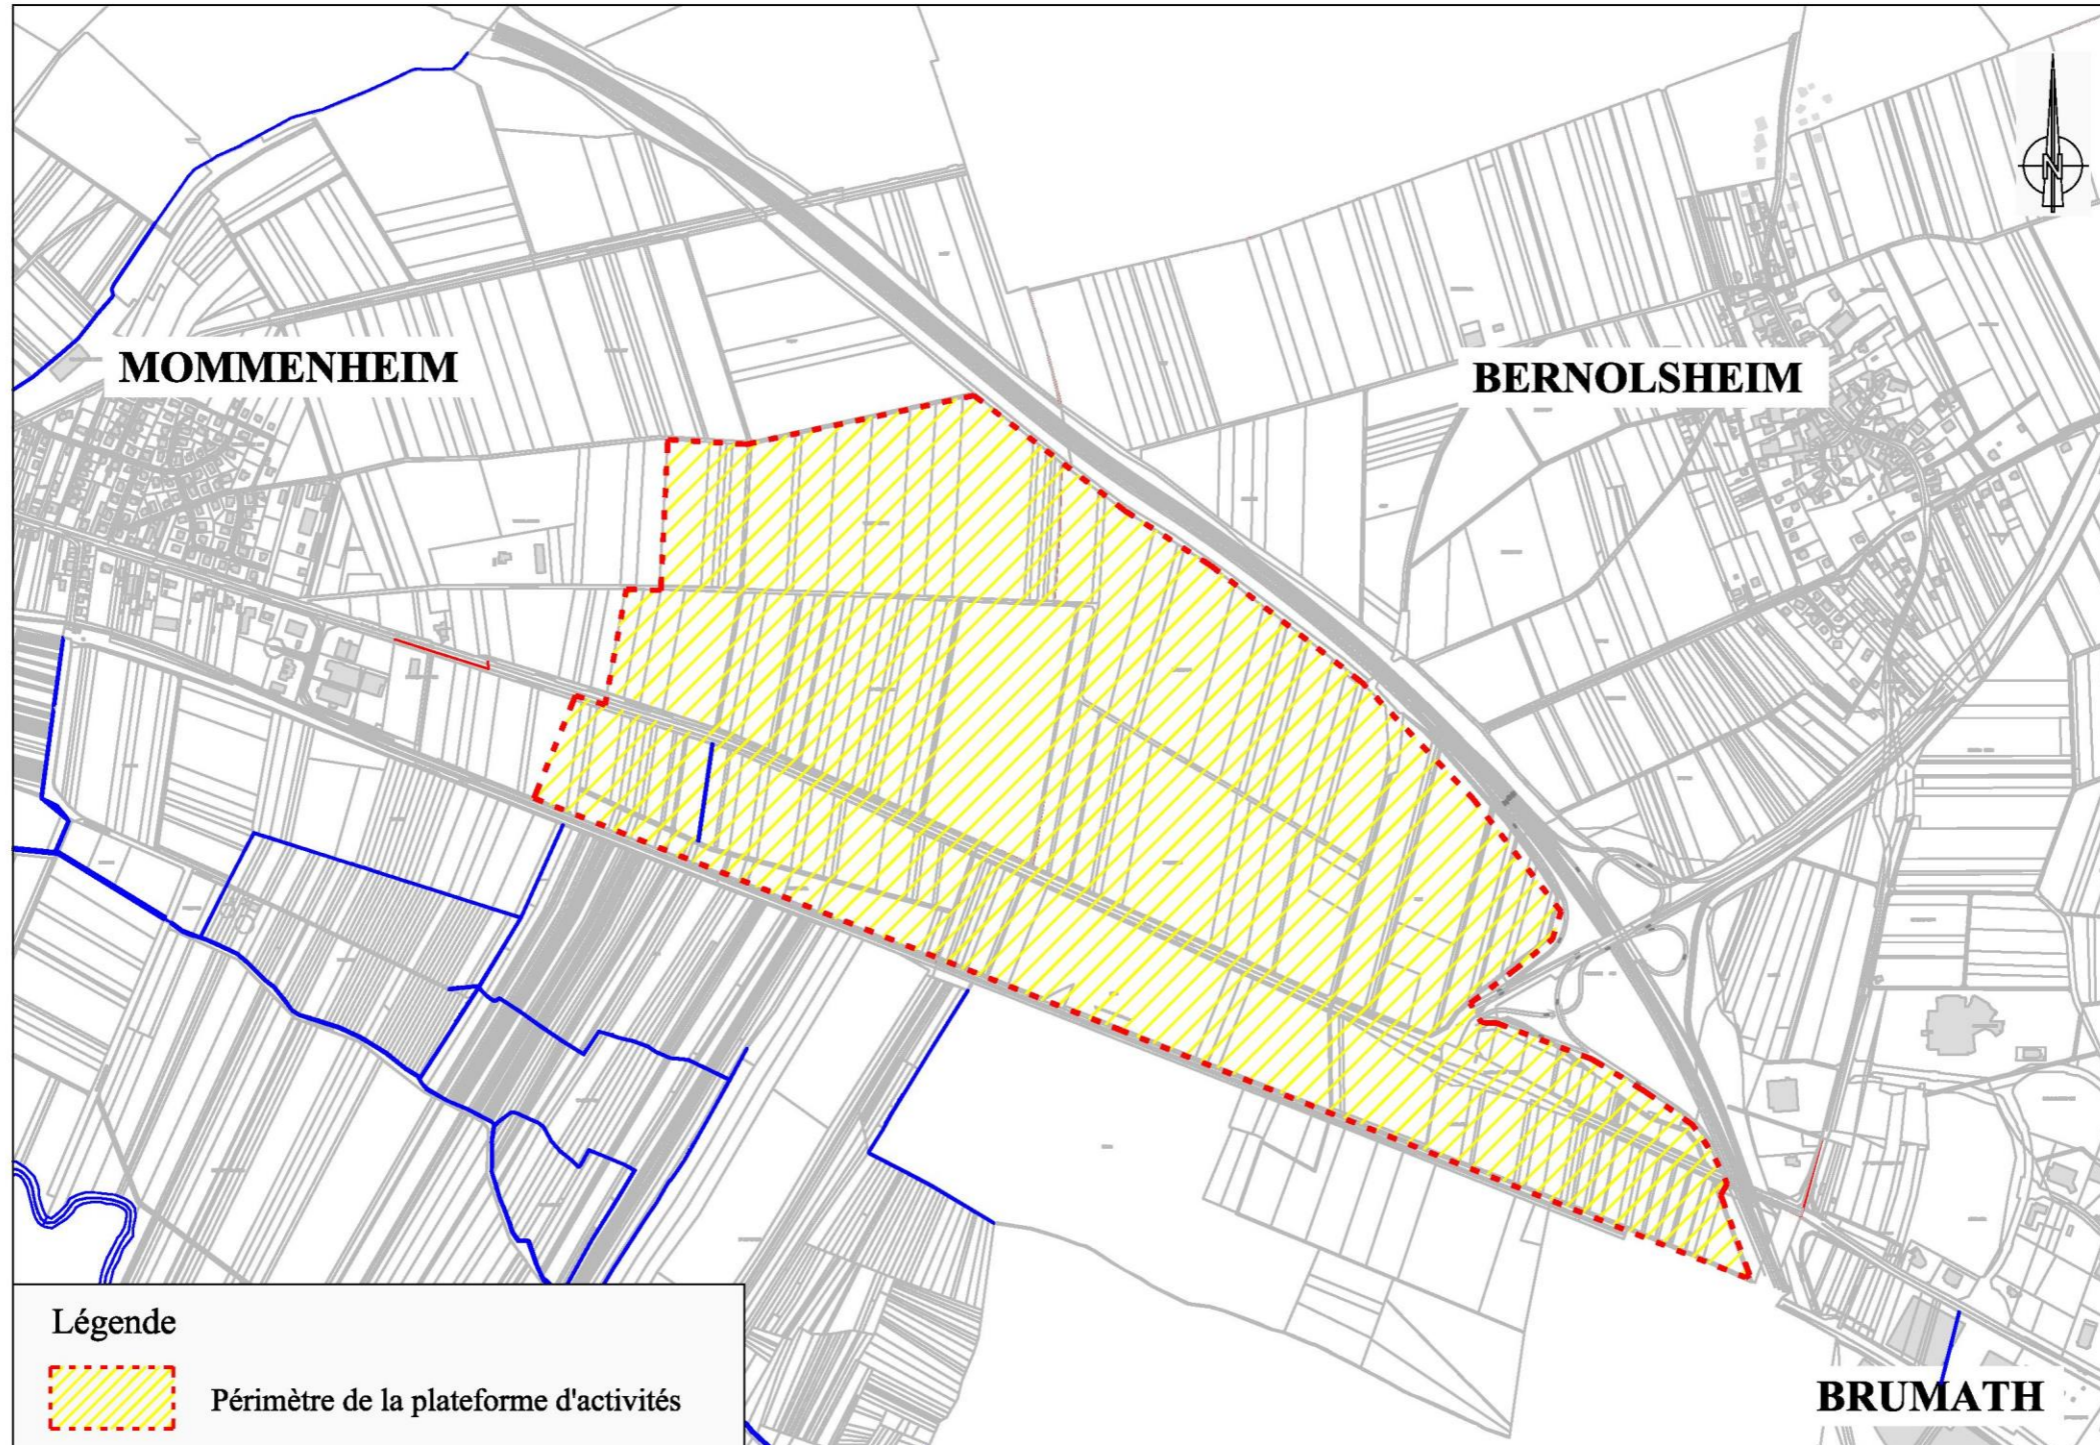 N
MOMMENHEIM
BERNOLSHEIM
Légende
Périmètre de la plateforme d'activités
BRUMATH